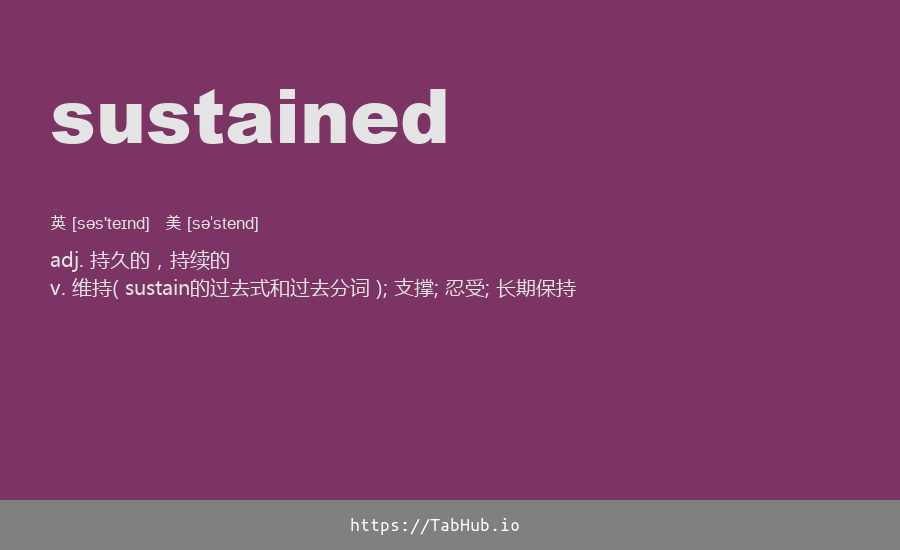 sustained
英 [səs'teɪnd] 美 [səˈstend]
adj. 持久的，持续的
v. 维持( sustain的过去式和过去分词 ); 支撑; 忍受; 长期保持
https://TabHub.io